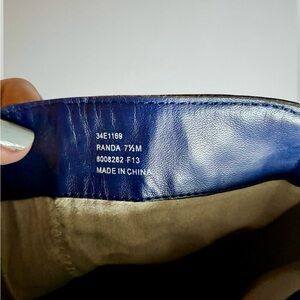 34E1169
RANDA 7½M
8008282 F13
MADE IN CHINA